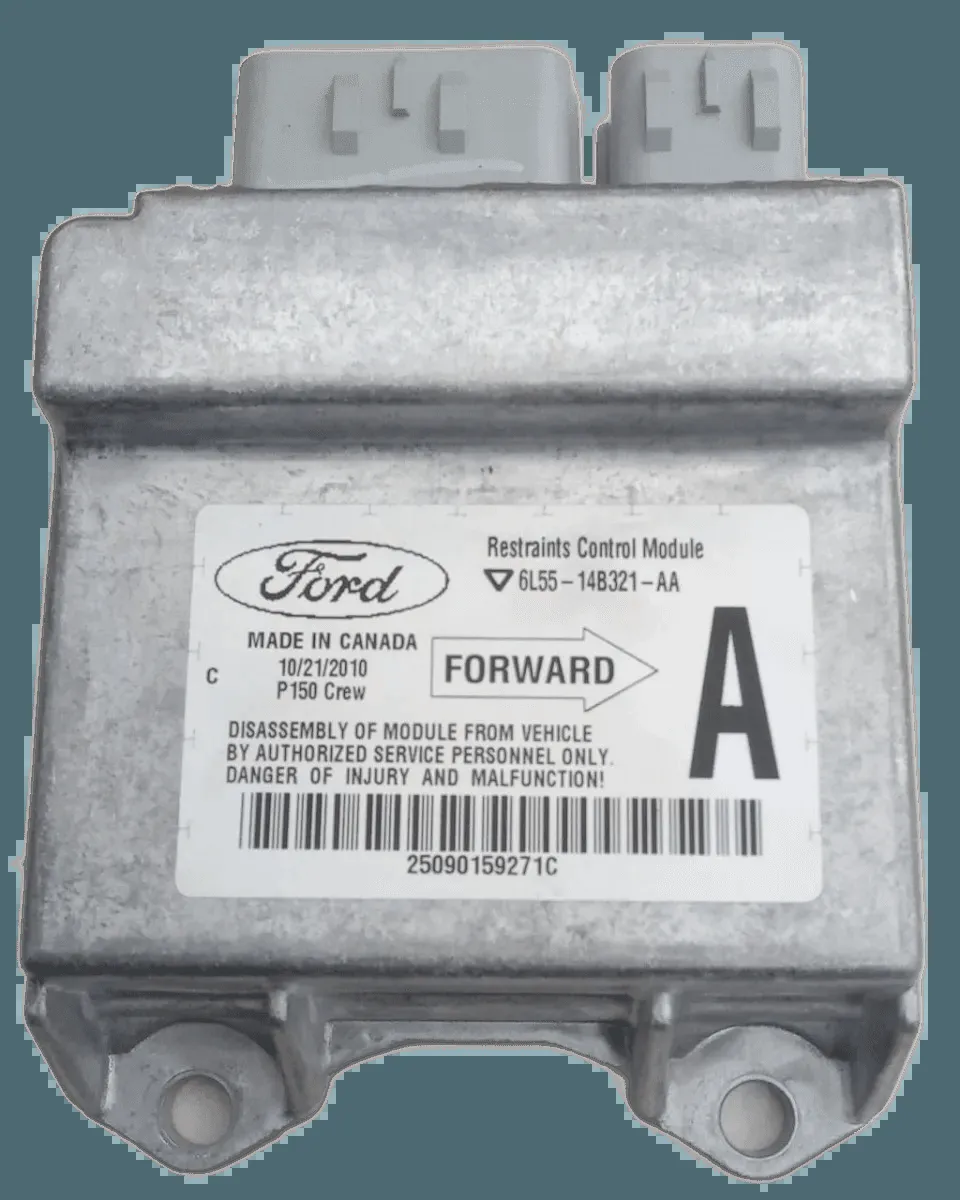 Ford
Restraints Control Module
6L55-14B321-AA
MADE IN CANADA
10/21/2010
P150 Crew
C
FORWARD
A
DISASSEMBLY OF MODULE FROM VEHICLE
BY AUTHORIZED SERVICE PERSONNEL ONLY.
DANGER OF INJURY AND MALFUNCTION!
25090159271C